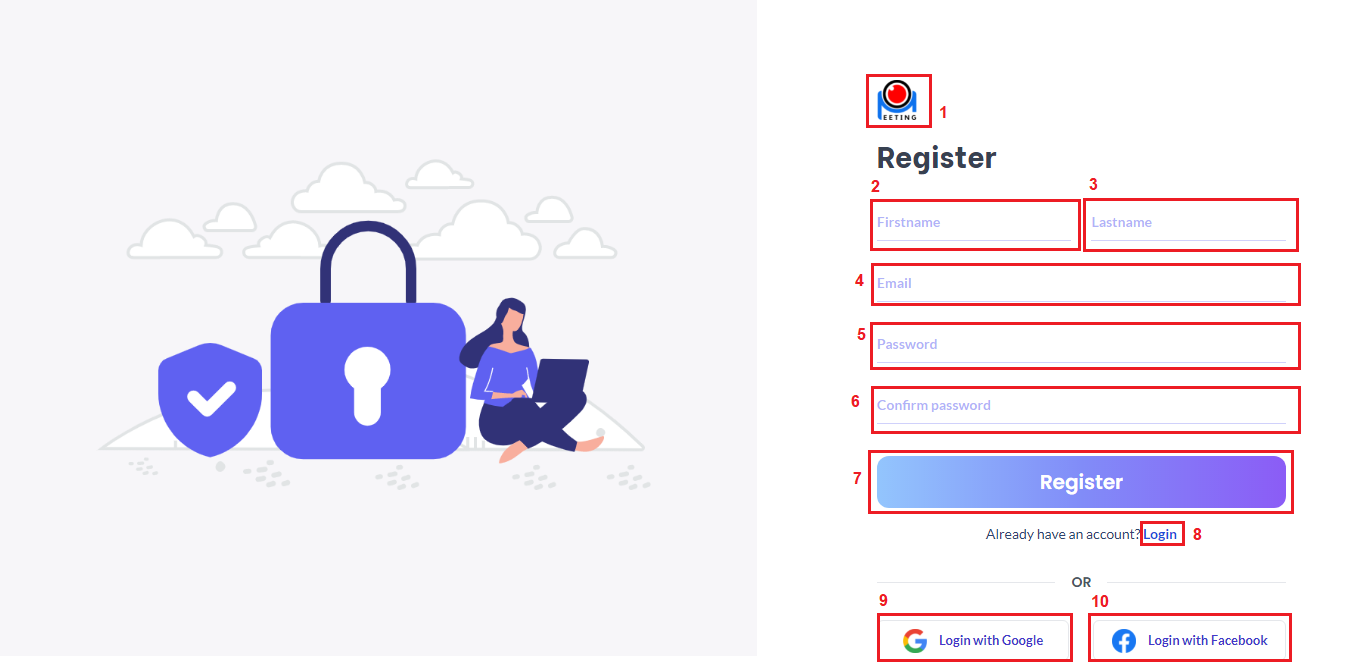 EETING 1
Register
2 3
Firstname Lastname
4 Email
5 Password
6 Confirm password
7 Register
Already have an account? Login 8
OR
9 10
Login with Google Login with Facebook